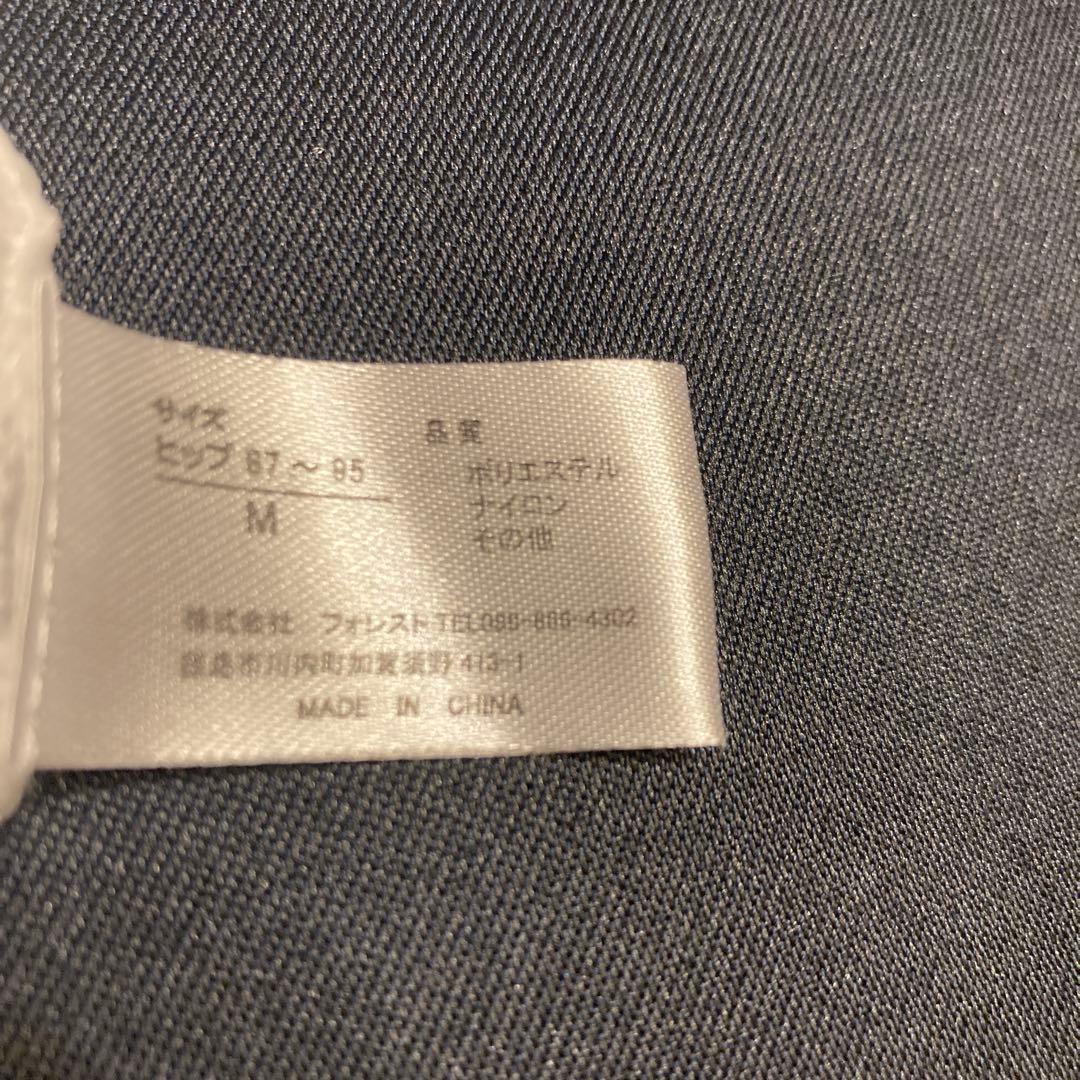 サイズ
ヒップ 87～95
M
品質
ポリエステル
ナイロン
その他
株式会社 フォレスト TEL088-669-4302
徳島市川内町加賀須野 413-1
MADE IN CHINA